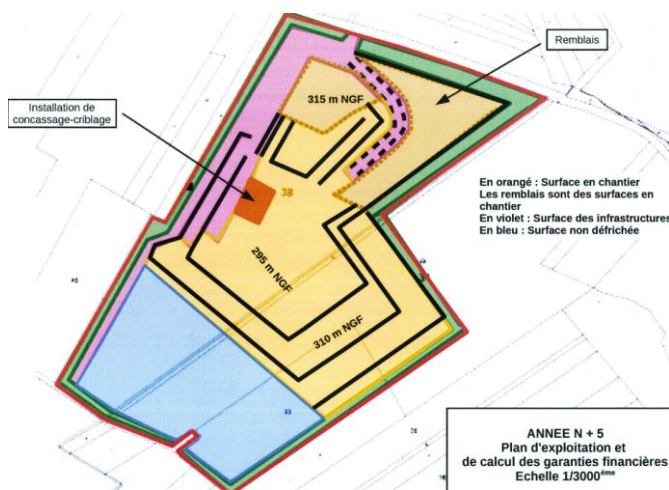 Remblais
315 m NGF
Installation de
concassage-criblage
38
En orangé : Surface en chantier
Les remblais sont des surfaces en
chantier
En violet : Surface des infrastructures
En bleu : Surface non défrichée
295 m NGF
310 m NGF
33
ANNEE N + 5
Plan d'exploitation et
de calcul des garanties financières
Echelle 1/3000ème